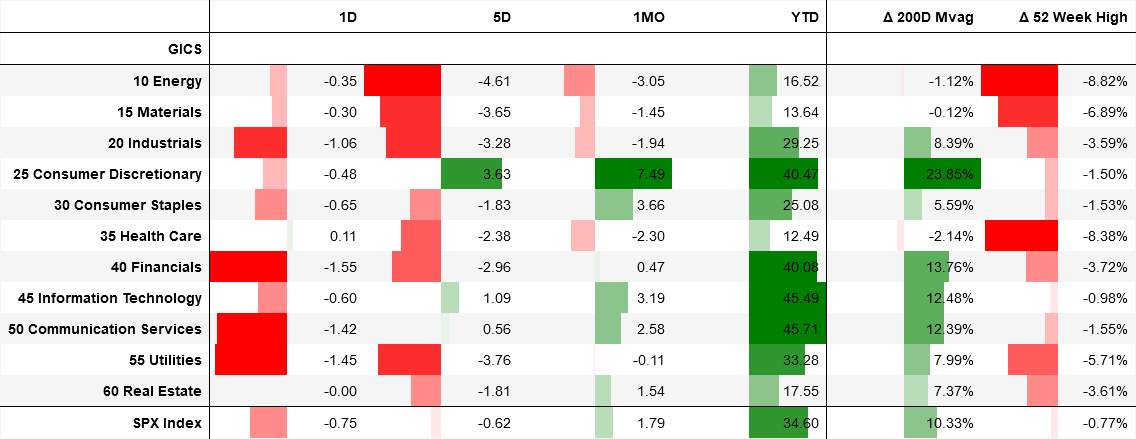 1D 5D 1MO YTD Δ 200D Mvag Δ 52 Week High
GICS
10 Energy -0.35 -4.61 -3.05 16.52 -1.12% -8.82%
15 Materials -0.30 -3.65 -1.45 13.64 -0.12% -6.89%
20 Industrials -1.06 -3.28 -1.94 29.25 8.39% -3.59%
25 Consumer Discretionary -0.48 3.63 7.49 40.47 23.85% -1.50%
30 Consumer Staples -0.65 -1.83 3.66 25.08 5.59% -1.53%
35 Health Care 0.11 -2.38 -2.30 12.49 -2.14% -8.38%
40 Financials -1.55 -2.96 0.47 40.08 13.76% -3.72%
45 Information Technology -0.60 1.09 3.19 45.49 12.48% -0.98%
50 Communication Services -1.42 0.56 2.58 45.71 12.39% -1.55%
55 Utilities -1.45 -3.76 -0.11 33.28 7.99% -5.71%
60 Real Estate -0.00 -1.81 1.54 17.55 7.37% -3.61%
SPX Index -0.75 -0.62 1.79 34.60 10.33% -0.77%